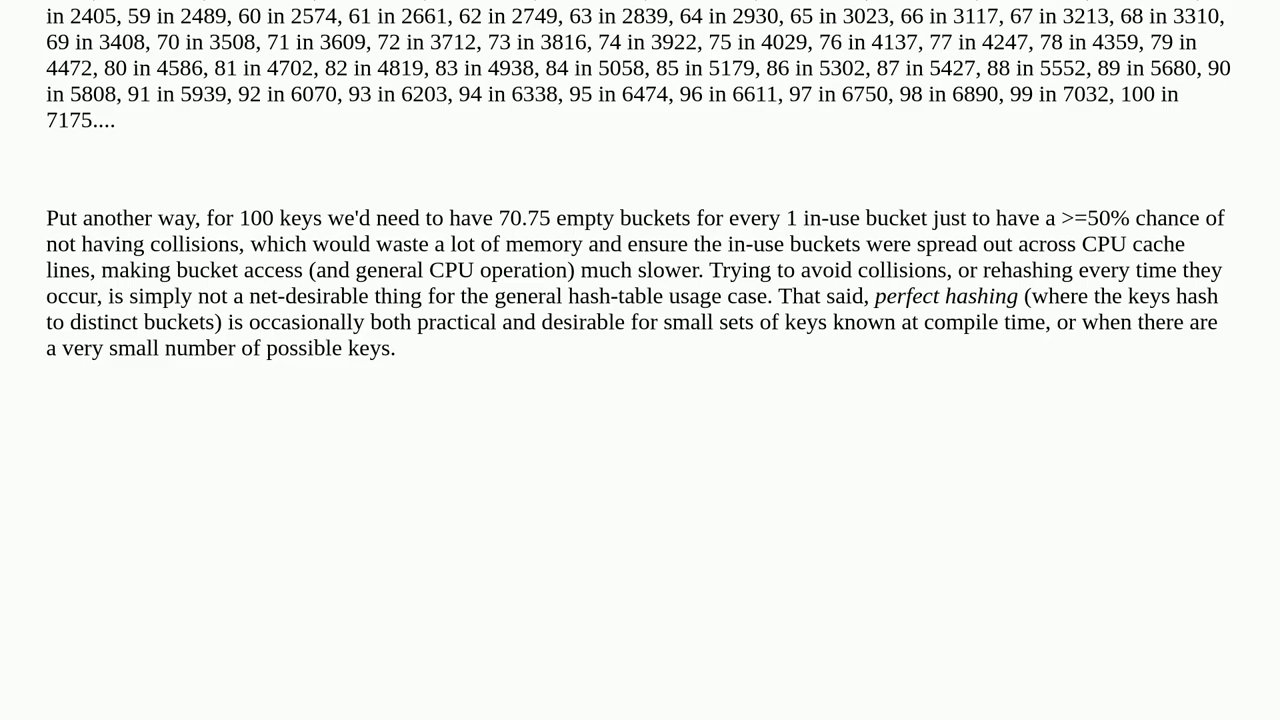 in 2405, 59 in 2489, 60 in 2574, 61 in 2661, 62 in 2749, 63 in 2839, 64 in 2930, 65 in 3023, 66 in 3117, 67 in 3213, 68 in 3310,
69 in 3408, 70 in 3508, 71 in 3609, 72 in 3712, 73 in 3816, 74 in 3922, 75 in 4029, 76 in 4137, 77 in 4247, 78 in 4359, 79 in
4472, 80 in 4586, 81 in 4702, 82 in 4819, 83 in 4938, 84 in 5058, 85 in 5179, 86 in 5302, 87 in 5427, 88 in 5552, 89 in 5680, 90
in 5808, 91 in 5939, 92 in 6070, 93 in 6203, 94 in 6338, 95 in 6474, 96 in 6611, 97 in 6750, 98 in 6890, 99 in 7032, 100 in
7175....
Put another way, for 100 keys we'd need to have 70.75 empty buckets for every 1 in-use bucket just to have a >=50% chance of
not having collisions, which would waste a lot of memory and ensure the in-use buckets were spread out across CPU cache
lines, making bucket access (and general CPU operation) much slower. Trying to avoid collisions, or rehashing every time they
occur, is simply not a net-desirable thing for the general hash-table usage case. That said, perfect hashing (where the keys hash
to distinct buckets) is occasionally both practical and desirable for small sets of keys known at compile time, or when there are
a very small number of possible keys.